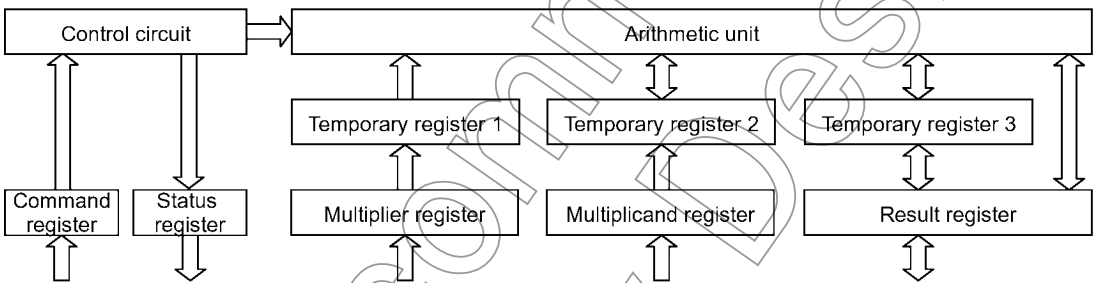 Control circuit
Arithmetic unit
Temporary register 1
Temporary register 2
Temporary register 3
Command
register
Status
register
Multiplier register
Multiplicand register
Result register